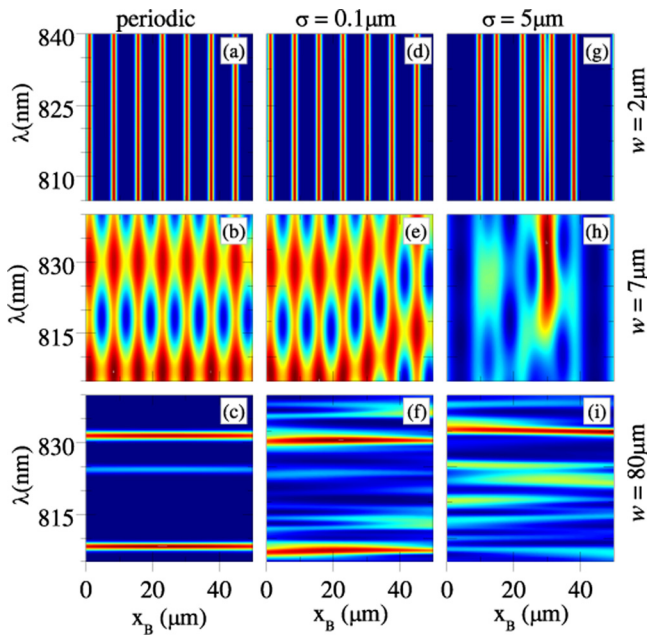 periodic σ = 0.1μm σ = 5μm
840 (a) (d) (g)
825
810
λ(nm)
w = 2μm
(b) (e) (h)
830
815
λ(nm)
w = 7μm
(c) (f) (i)
830
815
λ(nm)
w = 80μm
0 20 40 0 20 40 0 20 40
x_B (μm) x_B (μm) x_B (μm)